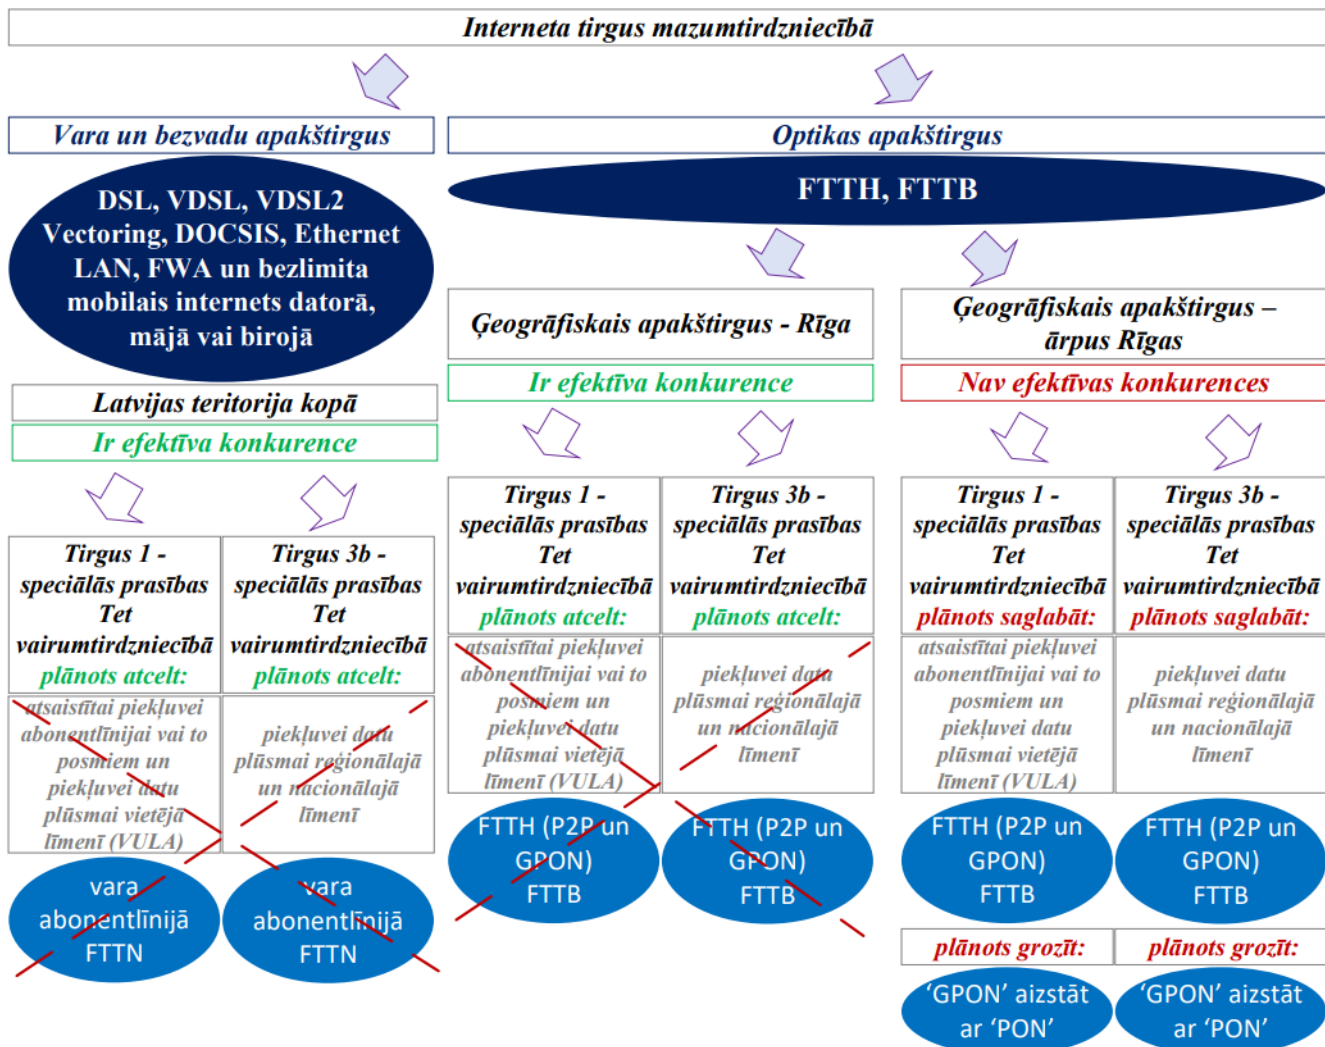 Interneta tirgus mazumtirdzniecībā
Vara un bezvadu apakštirgus
DSL, VDSL, VDSL2
Vectoring, DOCSIS, Ethernet
LAN, FWA un bezlimita
mobilais internets datorā,
mājā vai birojā
Latvijas teritorija kopā
Ir efektīva konkurence
Tirgus 1 -
speciālās prasības
Tet
vairumtirdzniecībā
plānots atcelt:
atsaistītai piekļuvei
abonentlīnijai vai to
posmiem un
piekļuvei datu
plūsmai vietējā
līmenī (VULA)
vara
abonentlīnijā
FTTN
Tirgus 3b -
speciālās prasības
Tet
vairumtirdzniecībā
plānots atcelt:
piekļuvei datu
plūsmai reģionālajā
un nacionālajā
līmenī
vara
abonentlīnijā
FTTN
Optikas apakštirgus
FTTH, FTTB
Ģeogrāfiskais apakštirgus - Rīga
Ir efektīva konkurence
Tirgus 1 -
speciālās prasības
Tet
vairumtirdzniecībā
plānots atcelt:
atsaistītai piekļuvei
abonentlīnijai vai to
posmiem un
piekļuvei datu
plūsmai vietējā
līmenī (VULA)
FTTH (P2P un
GPON)
FTTB
Tirgus 3b -
speciālās prasības
Tet
vairumtirdzniecībā
plānots atcelt:
piekļuvei datu
plūsmai reģionālajā
un nacionālajā
līmenī
FTTH (P2P un
GPON)
FTTB
Ģeogrāfiskais apakštirgus –
ārpus Rīgas
Nav efektīvas konkurences
Tirgus 1 -
speciālās prasības
Tet
vairumtirdzniecībā
plānots saglabāt:
atsaistītai piekļuvei
abonentlīnijai vai to
posmiem un
piekļuvei datu
plūsmai vietējā
līmenī (VULA)
FTTH (P2P un
GPON)
FTTB
plānots grozīt:
‘GPON’ aizstāt
ar ‘PON’
Tirgus 3b -
speciālās prasības
Tet
vairumtirdzniecībā
plānots saglabāt:
piekļuvei datu
plūsmai reģionālajā
un nacionālajā
līmenī
FTTH (P2P un
GPON)
FTTB
plānots grozīt:
‘GPON’ aizstāt
ar ‘PON’